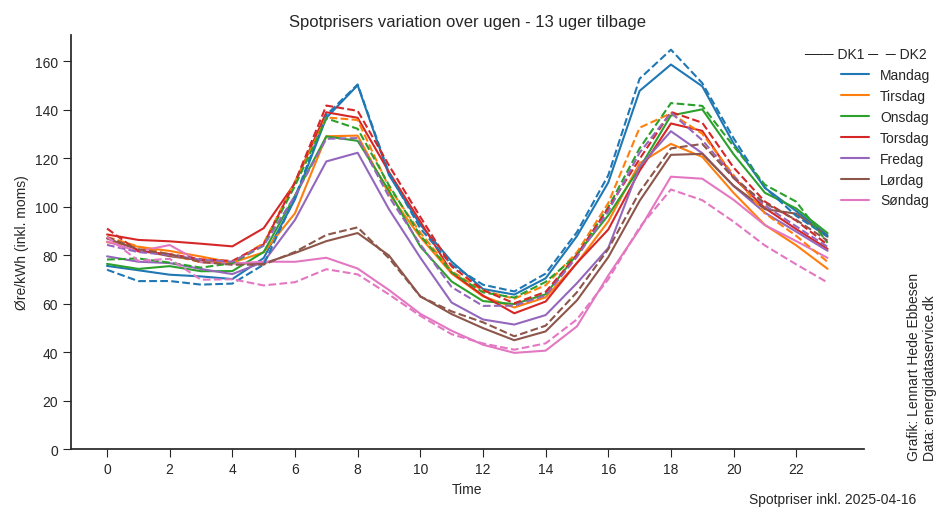 Spotprisers variation over ugen - 13 uger tilbage
DK1 DK2
Mandag
Tirsdag
Onsdag
Torsdag
Fredag
Lørdag
Søndag
Øre/kWh (inkl. moms)
160
140
120
100
80
60
40
20
0
0 2 4 6 8 10 12 14 16 18 20 22
Time
Grafik: Lennart Hede Ebbesen
Data: energidataservice.dk
Spotpriser inkl. 2025-04-16